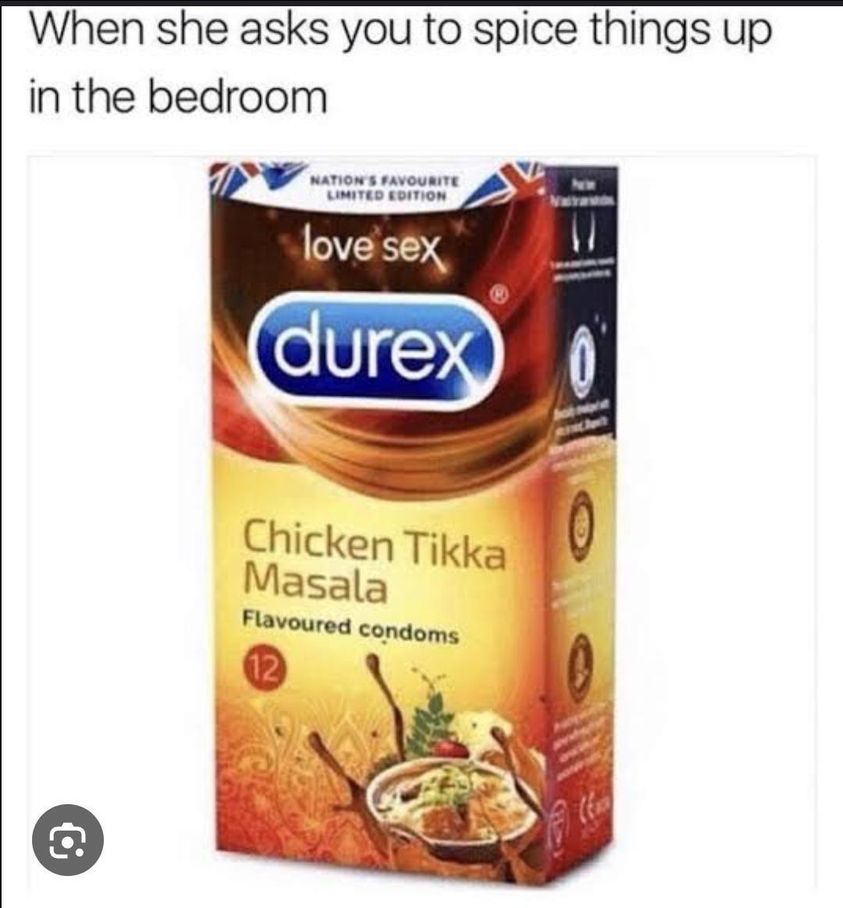 When she asks you to spice things up
in the bedroom
NATION'S FAVOURITE
LIMITED EDITION
love sex
durex®
Chicken Tikka
Masala
Flavoured condoms
12